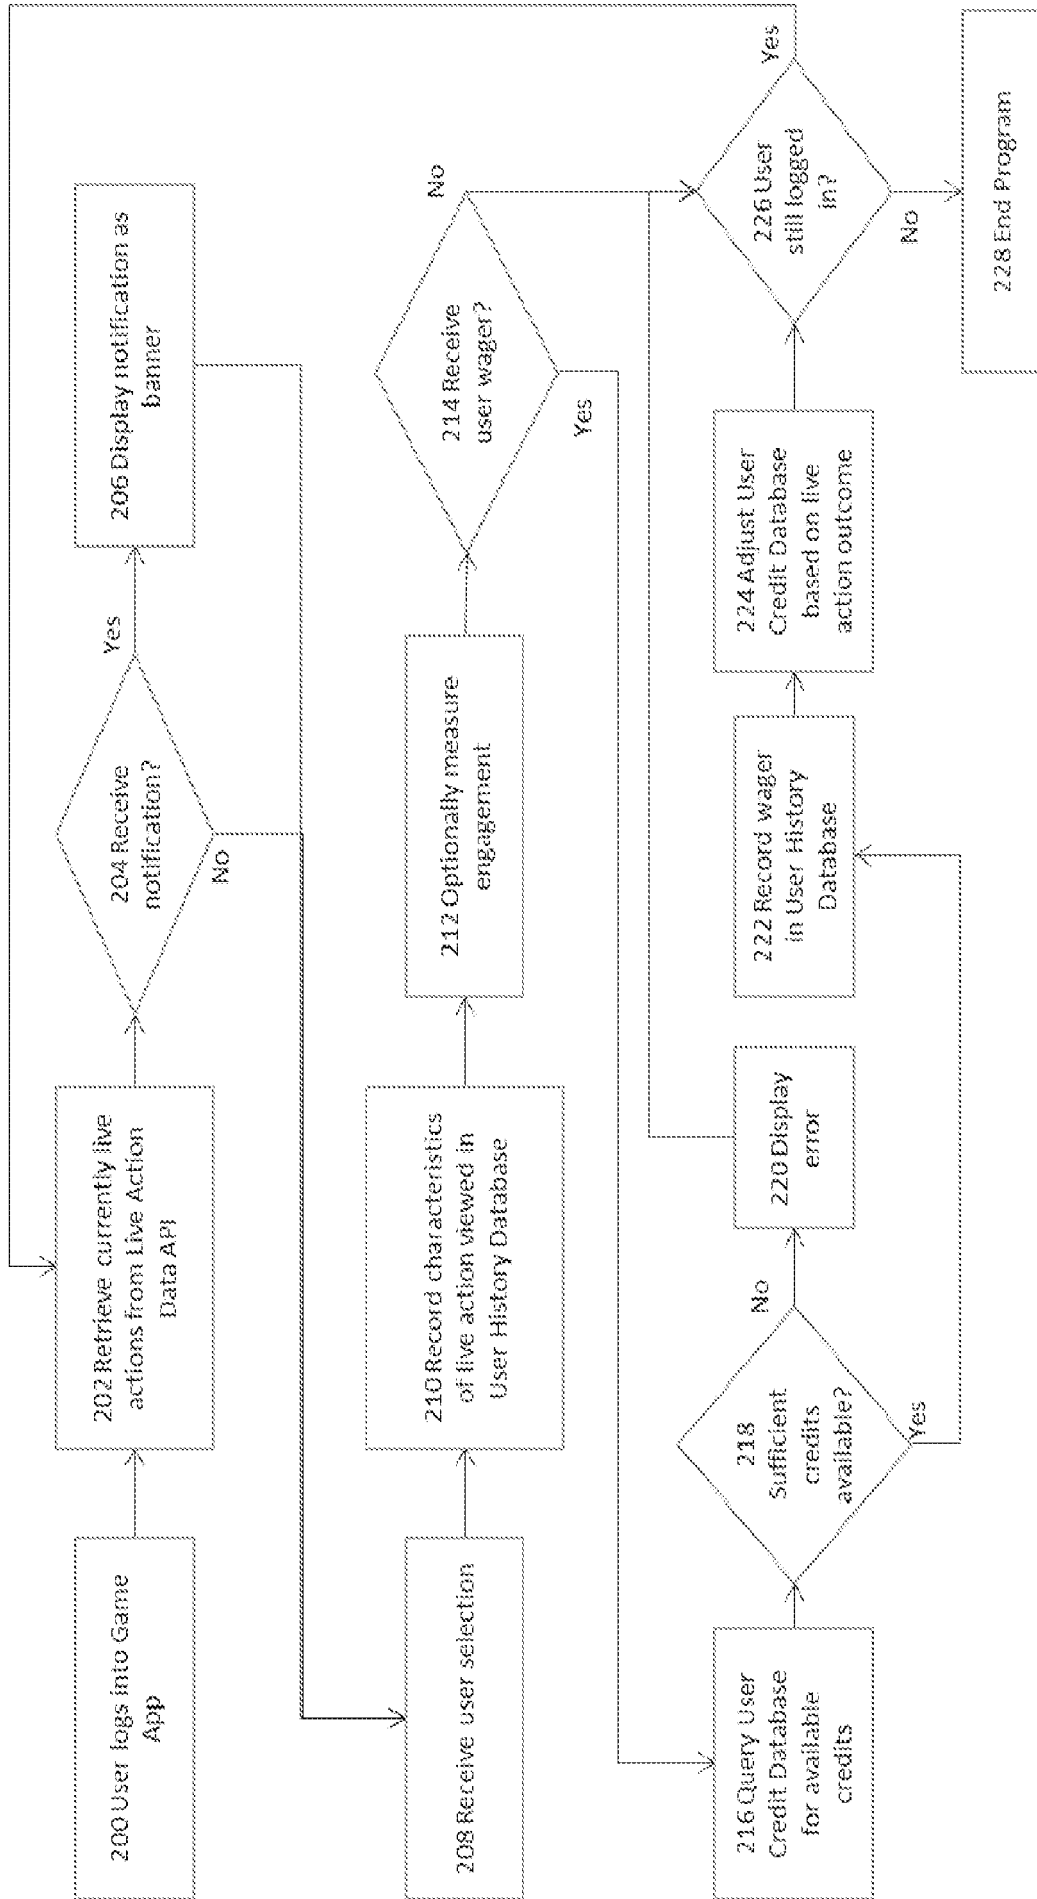 200 User logs into Game
App
202 Retrieve currently live
actions from Live Action
Data API
204 Receive
notification?
Yes
No
206 Display notification as
banner
208 Receive user selection
210 Record characteristics
of live action viewed in
User History Database
212 Optionally measure
engagement
214 Receive
user wager?
No
Yes
216 Query User
Credit Database
for available
credits
218
Sufficient
credits
available?
No
Yes
220 Display
error
222 Record wager
in User History
Database
224 Adjust User
Credit Database
based on live
action outcome
226 User
still logged
in?
Yes
No
228 End Program